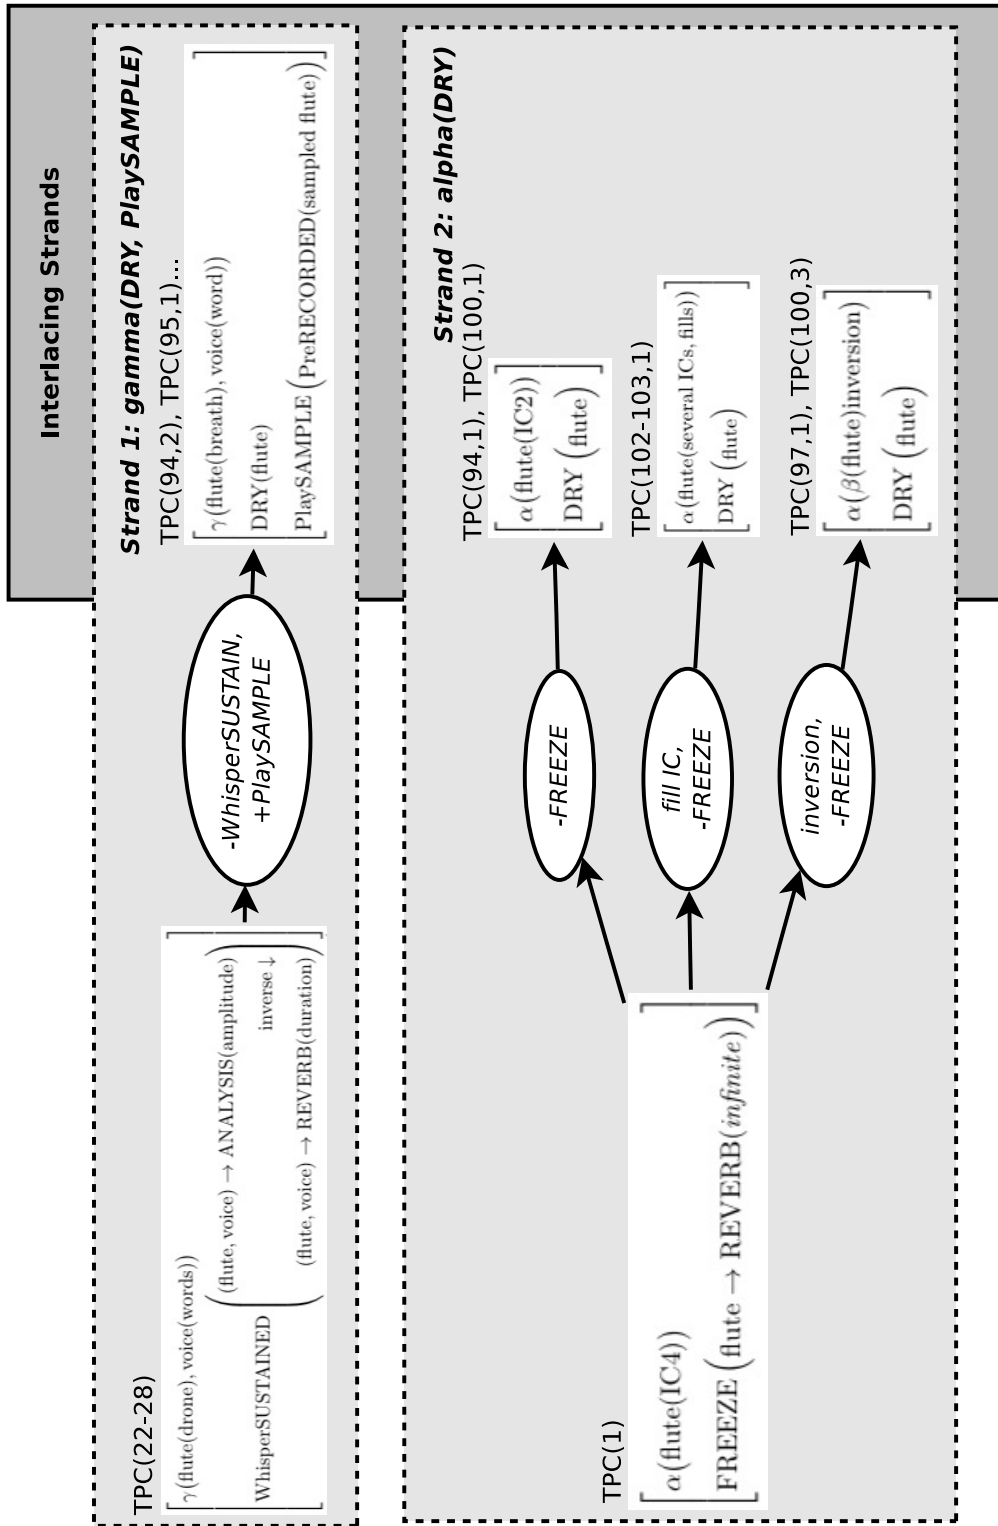 Interlacing Strands
Strand 1: gamma(DRY, PlaySAMPLE)
TPC(22-28)
γ(flute(drone), voice(words))
WhisperSUSTAINED
(flute, voice) → ANALYSIS(amplitude)
inverse ↓
(flute, voice) → REVERB(duration)
-WhisperSUSTAIN,
+PlaySAMPLE
TPC(94,2), TPC(95,1)...
γ(flute(breath), voice(word))
DRY(flute)
PlaySAMPLE (PreRECORDED(sampled flute))
Strand 2: alpha(DRY)
TPC(1)
α(flute(IC4))
FREEZE (flute → REVERB(infinite))
-FREEZE
TPC(94,1), TPC(100,1)
α(flute(IC2))
DRY (flute)
fill IC,
-FREEZE
TPC(102-103,1)
α(flute(several ICs, fills))
DRY (flute)
inversion,
-FREEZE
TPC(97,1), TPC(100,3)
α(β(flute)inversion)
DRY (flute)